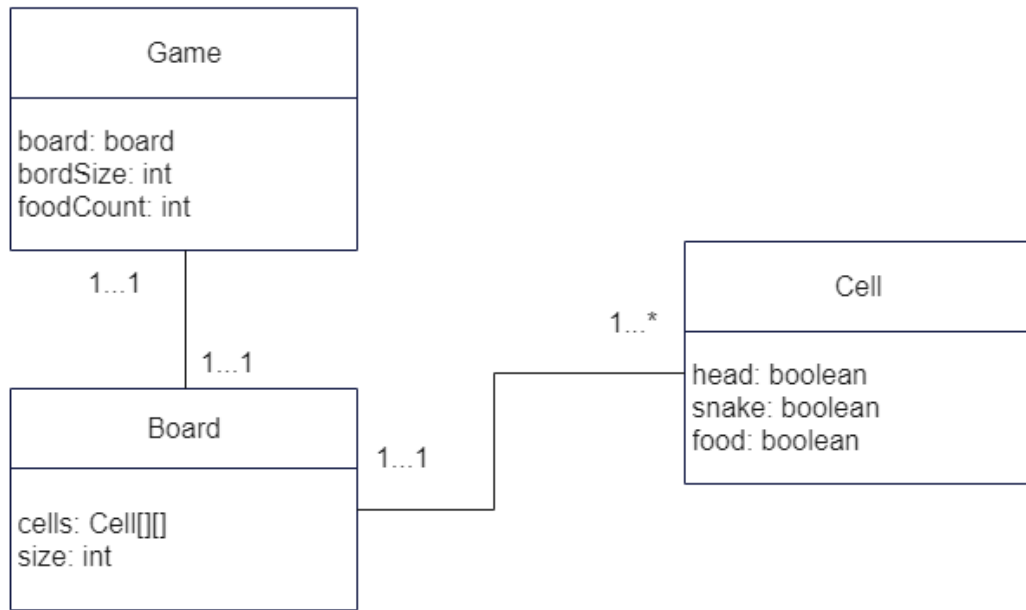 Game
board: board
bordSize: int
foodCount: int
1...1
1...1
Board
cells: Cell[][]
size: int
1...1
1...*
Cell
head: boolean
snake: boolean
food: boolean